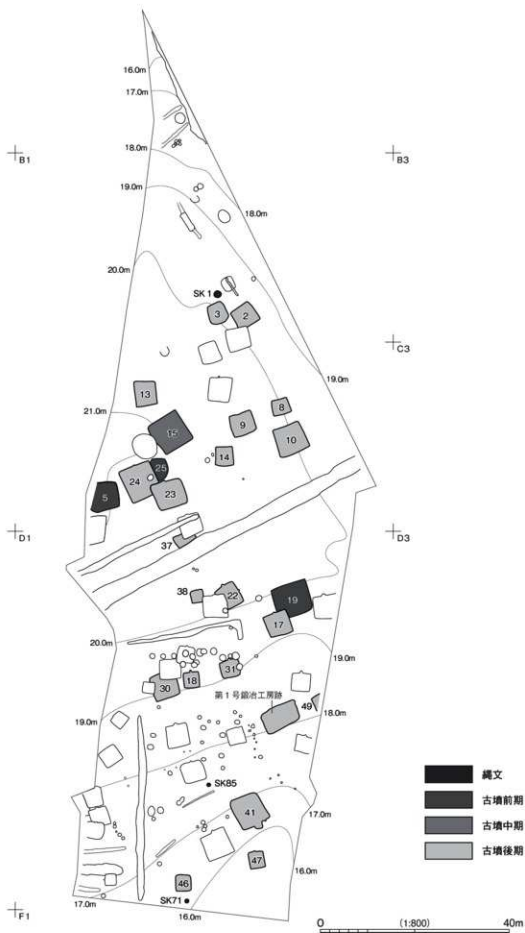 16.0m
17.0m
B1
B3
18.0m
19.0m
18.0m
20.0m
SK1
3
2
C3
19.0m
13
8
21.0m
15
9
10
14
25
24
23
5
D1
37
D3
38
22
19
17
20.0m
31
19.0m
18
30
第1号鍛冶工房跡
49
18.0m
19.0m
SK85
41
17.0m
47
16.0m
46
SK71
17.0m
16.0m
F1
縄文
古墳前期
古墳中期
古墳後期
0 (1:800) 40m